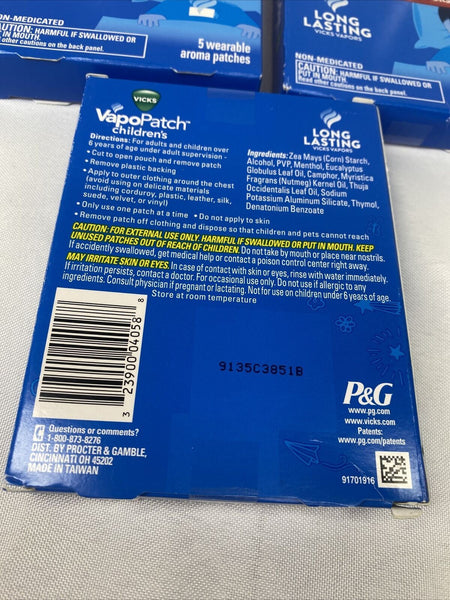 5 wearable
aroma patches
CAUTION: HARMFUL IF SWALLOWED OR
PUT IN MOUTH.
other cautions on the back panel.
LONG
LASTING
VICKS VAPORS
NON-MEDICATED
CAUTION: HARMFUL IF SWALLOWED OR
PUT IN MOUTH.
Read other cautions on the back panel.
VICKS
VapoPatch™
children's
LONG
LASTING
VICKS VAPORS
Directions: For adults and children over
6 years of age under adult supervision -
• Cut to open pouch and remove patch
• Remove plastic backing
• Apply to outer clothing around the chest
(avoid using on delicate materials
including corduroy, plastic, leather, silk,
suede, velvet, or vinyl)
• Only use one patch at a time • Do not apply to skin
• Remove patch off clothing and dispose so that children and pets cannot reach
Ingredients: Zea Mays (Corn) Starch,
Alcohol, PVP, Menthol, Eucalyptus
Globulus Leaf Oil, Camphor, Myristica
Fragrans (Nutmeg) Kernel Oil, Thuja
Occidentalis Leaf Oil, Sodium
Potassium Aluminum Silicate, Thymol,
Denatonium Benzoate
CAUTION: FOR EXTERNAL USE ONLY. HARMFUL IF SWALLOWED OR PUT IN MOUTH. KEEP
UNUSED PATCHES OUT OF REACH OF CHILDREN. Do not take by mouth or place near nostrils.
If accidently swallowed, get medical help or contact a poison control center right away.
MAY IRRITATE SKIN OR EYES. In case of contact with skin or eyes, rinse with water immediately.
If irritation persists, contact a doctor. For occasional use only. Do not use if allergic to any
ingredients. Consult physician if pregnant or lactating. Not for use on children under 6 years of age.
Store at room temperature
3 23900 04058 8
9135C3851B
P&G
www.pg.com
www.vicks.com
Patents:
www.pg.com/patents
Questions or comments?
1-800-873-8276
DIST. BY PROCTER & GAMBLE,
CINCINNATI OH 45202
MADE IN TAIWAN
91701916